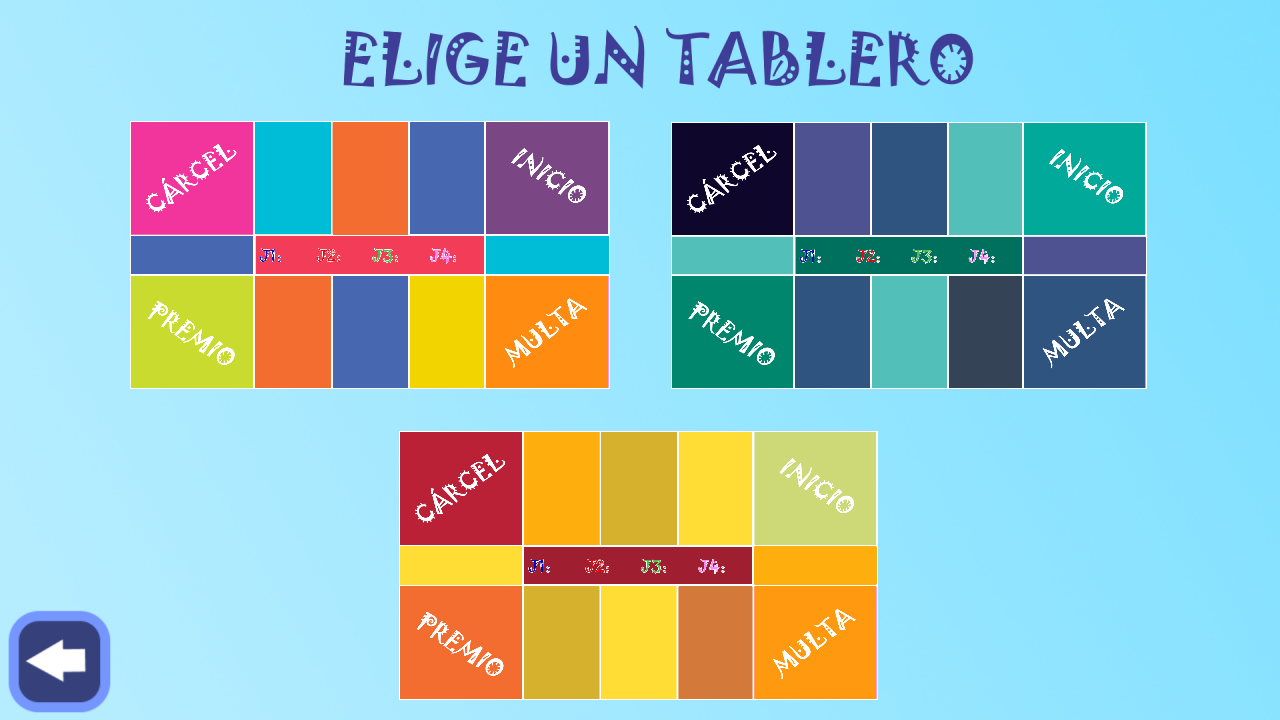 ELIGE UN TABLERO
CÁRCEL
INICIO
J1: J2: J3: J4:
PREMIO
MULTA
CÁRCEL
INICIO
J1: J2: J3: J4:
PREMIO
MULTA
CÁRCEL
INICIO
J1: J2: J3: J4:
PREMIO
MULTA